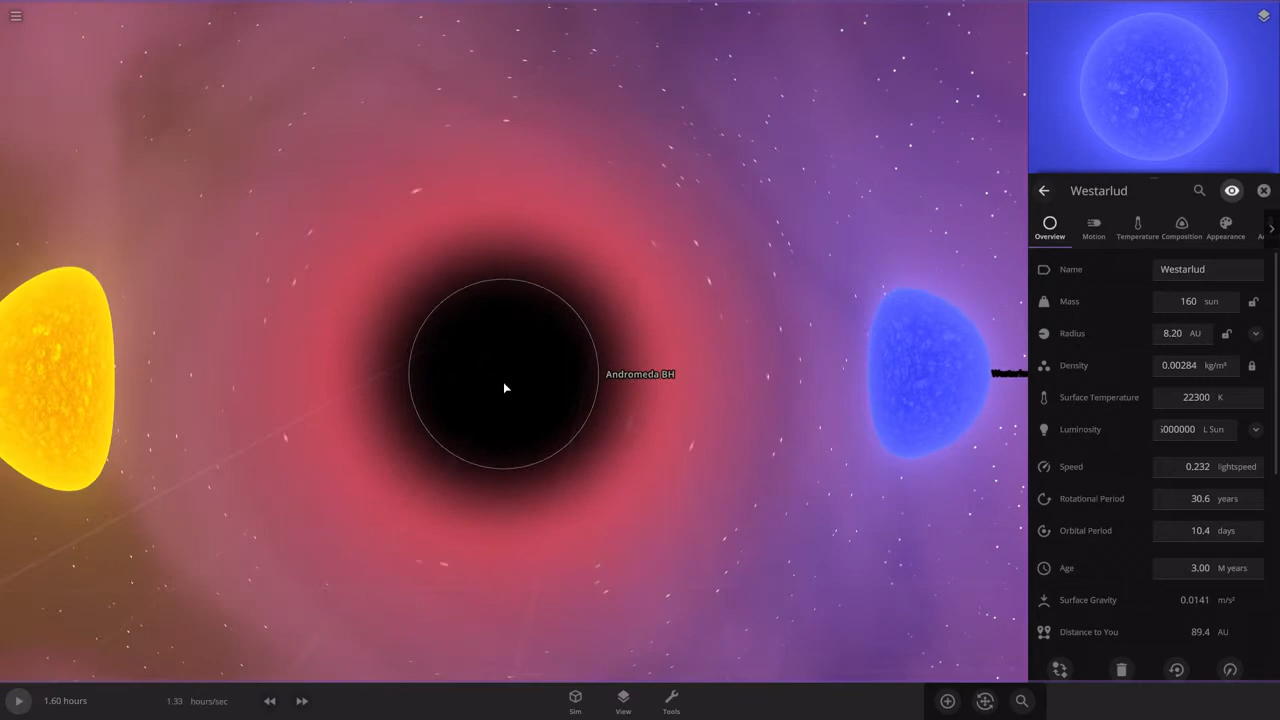 Andromeda BH
Westarlud
Overview
Motion
Temperature
Composition
Appearance
Name
Westarlud
Mass
160 sun
Radius
8.20 AU
Density
0.00284 kg/m³
Surface Temperature
22300 K
Luminosity
5000000 L Sun
Speed
0.232 lightspeed
Rotational Period
30.6 years
Orbital Period
10.4 days
Age
3.00 M years
Surface Gravity
0.0141 m/s²
Distance to You
89.4 AU
1.60 hours
1.33 hours/sec
Sim
View
Tools